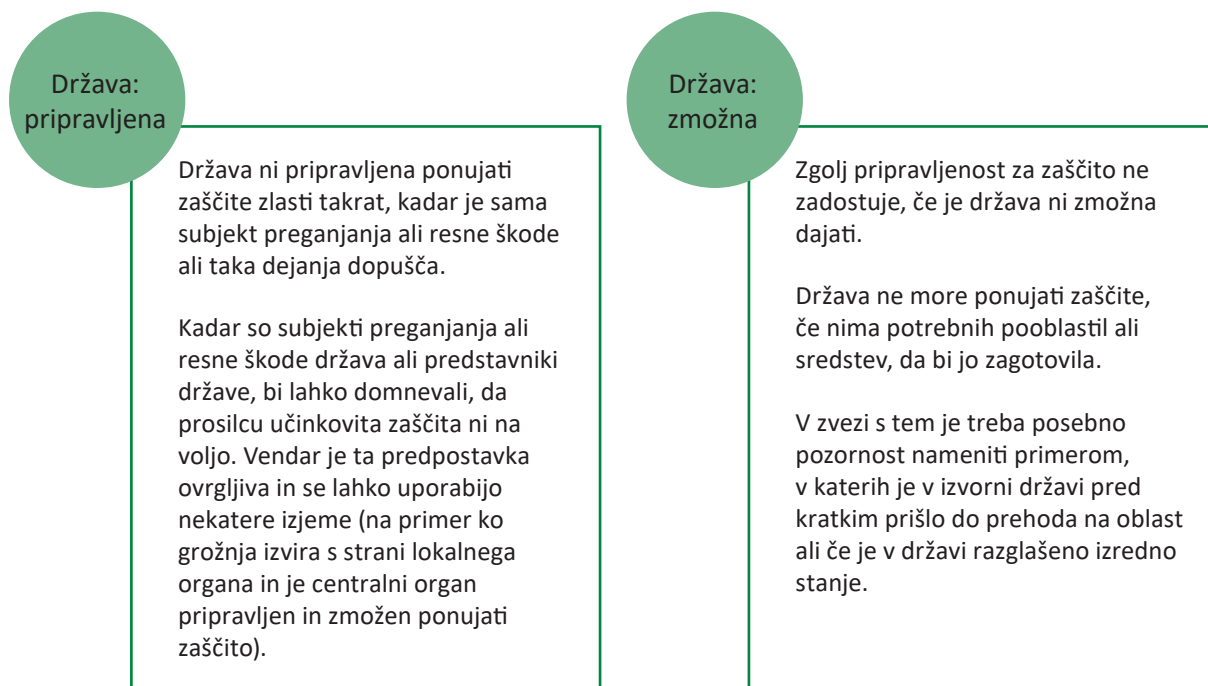 Država:
pripravljena
Država ni pripravljena ponujati
zaščite zlasti takrat, kadar je sama
subjekt preganjanja ali resne škode
ali taka dejanja dopušča.
Kadar so subjekti preganjanja ali
resne škode država ali predstavniki
države, bi lahko domnevali, da
prosilcu učinkovita zaščita ni na
voljo. Vendar je ta predpostavka
ovrgljiva in se lahko uporabijo
nekatere izjeme (na primer ko
grožnja izvira s strani lokalnega
organa in je centralni organ
pripravljen in zmožen ponujati
zaščito).
Država:
zmožna
Zgolj pripravljenost za zaščito ne
zadostuje, če je država ni zmožna
dajati.
Država ne more ponujati zaščite,
če nima potrebnih pooblastil ali
sredstev, da bi jo zagotovila.
V zvezi s tem je treba posebno
pozornost nameniti primerom,
v katerih je v izvorni državi pred
kratkim prišlo do prehoda na oblast
ali če je v državi razglašeno izredno
stanje.